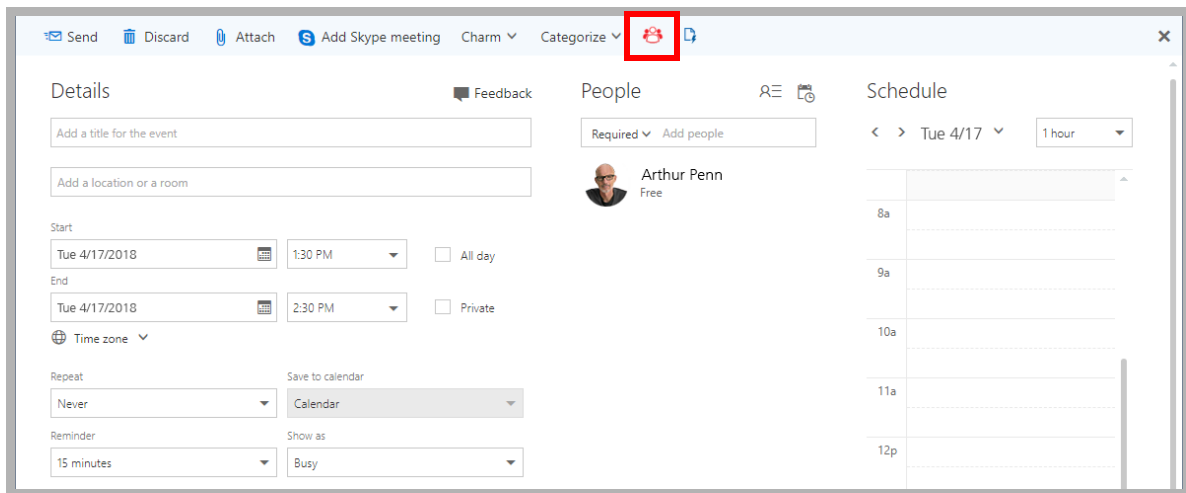 Send Discard Attach Add Skype meeting Charm Categorize
Details Feedback
Add a title for the event
Add a location or a room
Start
Tue 4/17/2018 1:30 PM All day
End
Tue 4/17/2018 2:30 PM Private
Time zone
Repeat Save to calendar
Never Calendar
Reminder Show as
15 minutes Busy
People
Required Add people
Arthur Penn
Free
Schedule
Tue 4/17 1 hour
8a
9a
10a
11a
12p